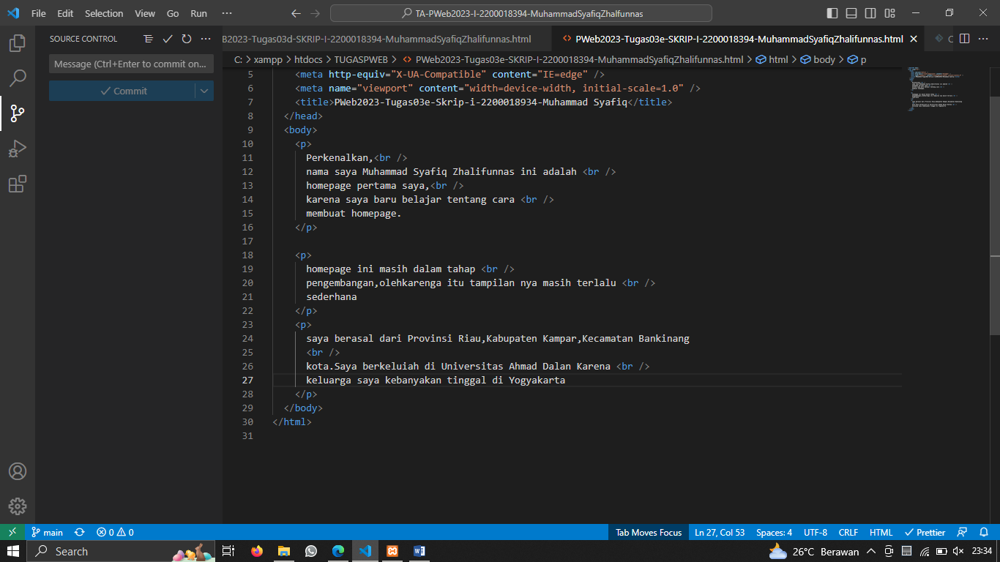 File Edit Selection View Go Run ···
TA-PWeb2023-I-2200018394-MuhammadSyafiqZhalfunnas
SOURCE CONTROL
Message (Ctrl+Enter to commit on...
Commit
B2023-Tugas03d-SKRIP-I-2200018394-MuhammadSyafiqZhalifunnas.html
PWeb2023-Tugas03e-SKRIP-I-2200018394-MuhammadSyafiqZhalifunnas.html
C: > xampp > htdocs > TUGASPWEB > PWeb2023-Tugas03e-SKRIP-I-2200018394-MuhammadSyafiqZhalifunnas.html > html > body > p
5 <meta http-equiv="X-UA-Compatible" content="IE=edge" />
6 <meta name="viewport" content="width=device-width, initial-scale=1.0" />
7 <title>PWeb2023-Tugas03e-Skrip-i-2200018934-Muhammad Syafiq</title>
8 </head>
9 <body>
10 <p>
11 Perkenalkan,<br />
12 nama saya Muhammad Syafiq Zhalifunnas ini adalah <br />
13 homepage pertama saya,<br />
14 karena saya baru belajar tentang cara <br />
15 membuat homepage.
16 </p>
17
18 <p>
19 homepage ini masih dalam tahap <br />
20 pengembangan,olehkarenga itu tampilan nya masih terlalu <br />
21 sederhana
22 </p>
23 <p>
24 saya berasal dari Provinsi Riau,Kabupaten Kampar,Kecamatan Bankinang
25 <br />
26 kota.Saya berkeluiah di Universitas Ahmad Dalan Karena <br />
27 keluarga saya kebanyakan tinggal di Yogyakarta
28 </p>
29 </body>
30 </html>
31
main 0 0 Tab Moves Focus Ln 27, Col 53 Spaces: 4 UTF-8 CRLF HTML Prettier
Search 26°C Berawan 23:34